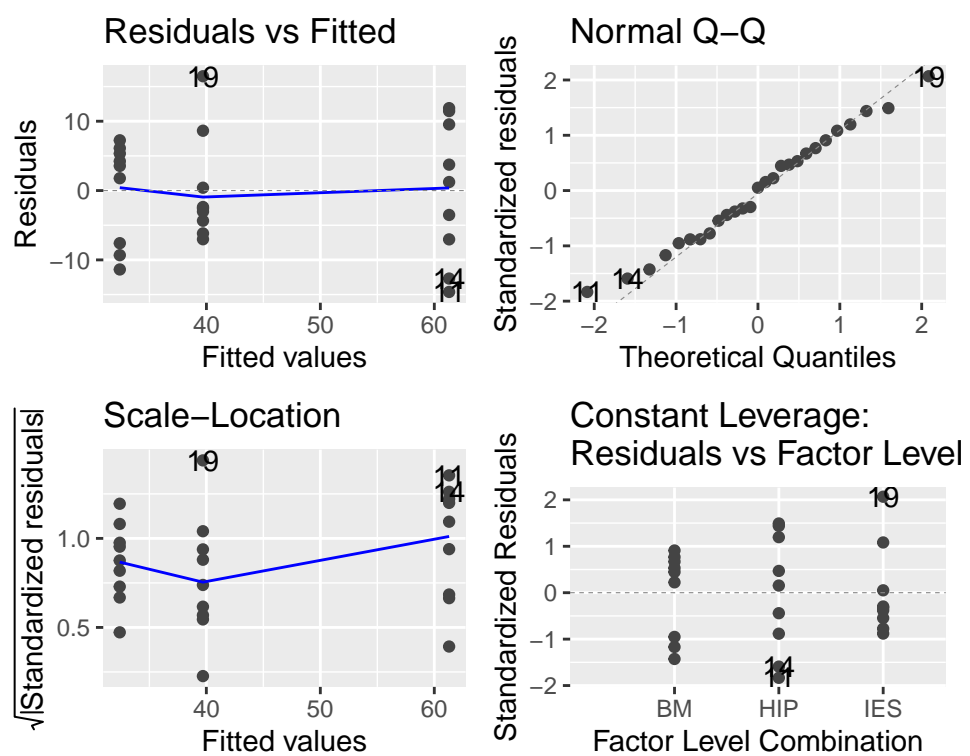 Residuals vs Fitted
Residuals
10
0
−10
19
14
11
40
50
60
Fitted values
Normal Q−Q
Standardized residuals
2
1
0
−1
−2
19
14
11
−2
−1
0
1
2
Theoretical Quantiles
Scale−Location
√|Standardized residuals|
1.0
0.5
19
11
14
40
50
60
Fitted values
Constant Leverage:
Residuals vs Factor Level
Standardized Residuals
2
1
0
−1
−2
19
14
11
BM
HIP
IES
Factor Level Combination